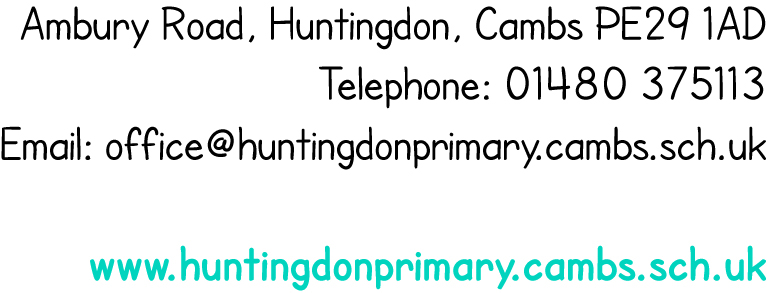 Ambury Road, Huntingdon, Cambs PE29 1AD
Telephone: 01480 375113
Email: office@huntingdonprimary.cambs.sch.uk
www.huntingdonprimary.cambs.sch.uk